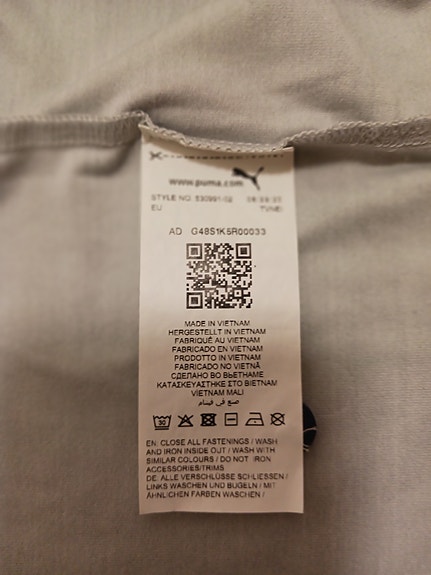 www.puma.com
STYLE NO: 530991-02
EU
AD G48S1K5R00033
MADE IN VIETNAM
HERGESTELLT IN VIETNAM
FABRIQUÉ AU VIETNAM
FABRICADO EN VIETNAM
PRODOTTO IN VIETNAM
FABRICADO NO VIETNÃ
СДЕЛАНО ВО ВЬЕТНАМЕ
ΚΑΤΑΣΚΕΥΑΣΤΗΚΕ ΣΤΟ ΒΙΕΤΝΑΜ
VIETNAM MALI
صنع في فيتنام
30
EN: CLOSE ALL FASTENINGS / WASH
AND IRON INSIDE OUT / WASH WITH
SIMILAR COLOURS / DO NOT IRON
ACCESSORIES/TRIMS
DE: ALLE VERSCHLÜSSE SCHLIESSEN /
LINKS WASCHEN UND BÜGELN / MIT
ÄHNLICHEN FARBEN WASCHEN /